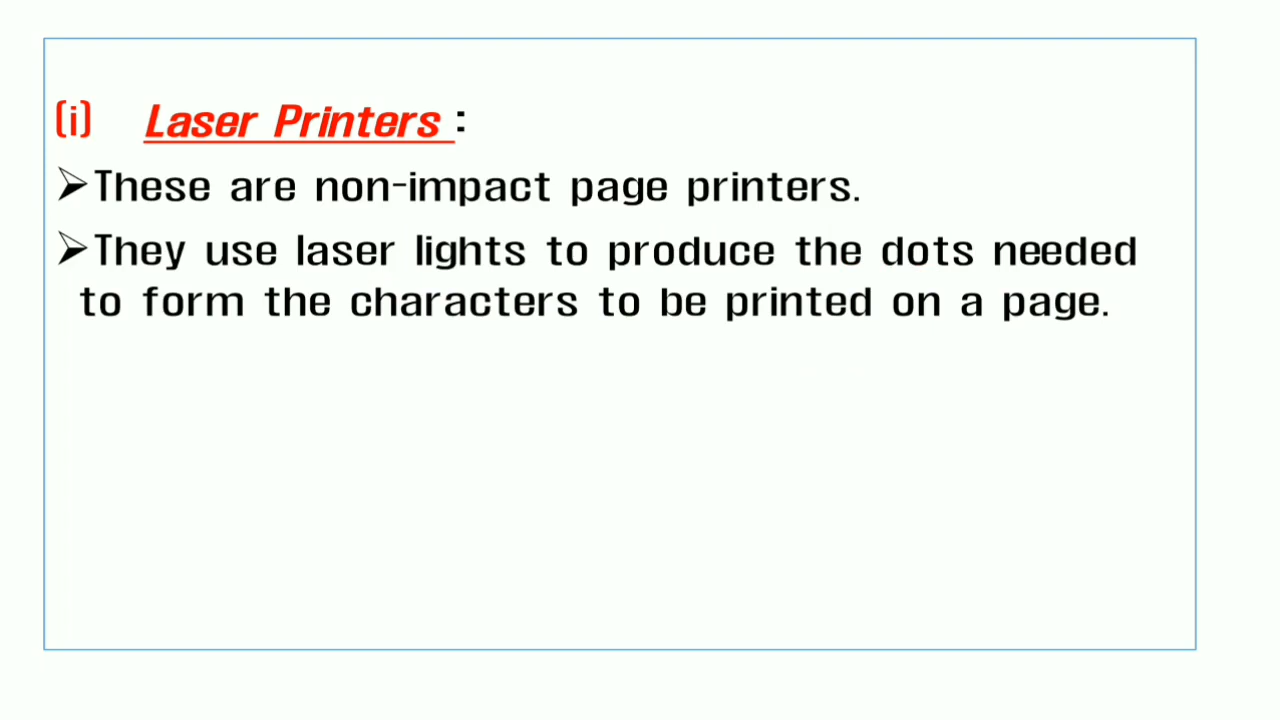 (i) Laser Printers :
➢These are non-impact page printers.
➢They use laser lights to produce the dots needed
to form the characters to be printed on a page.